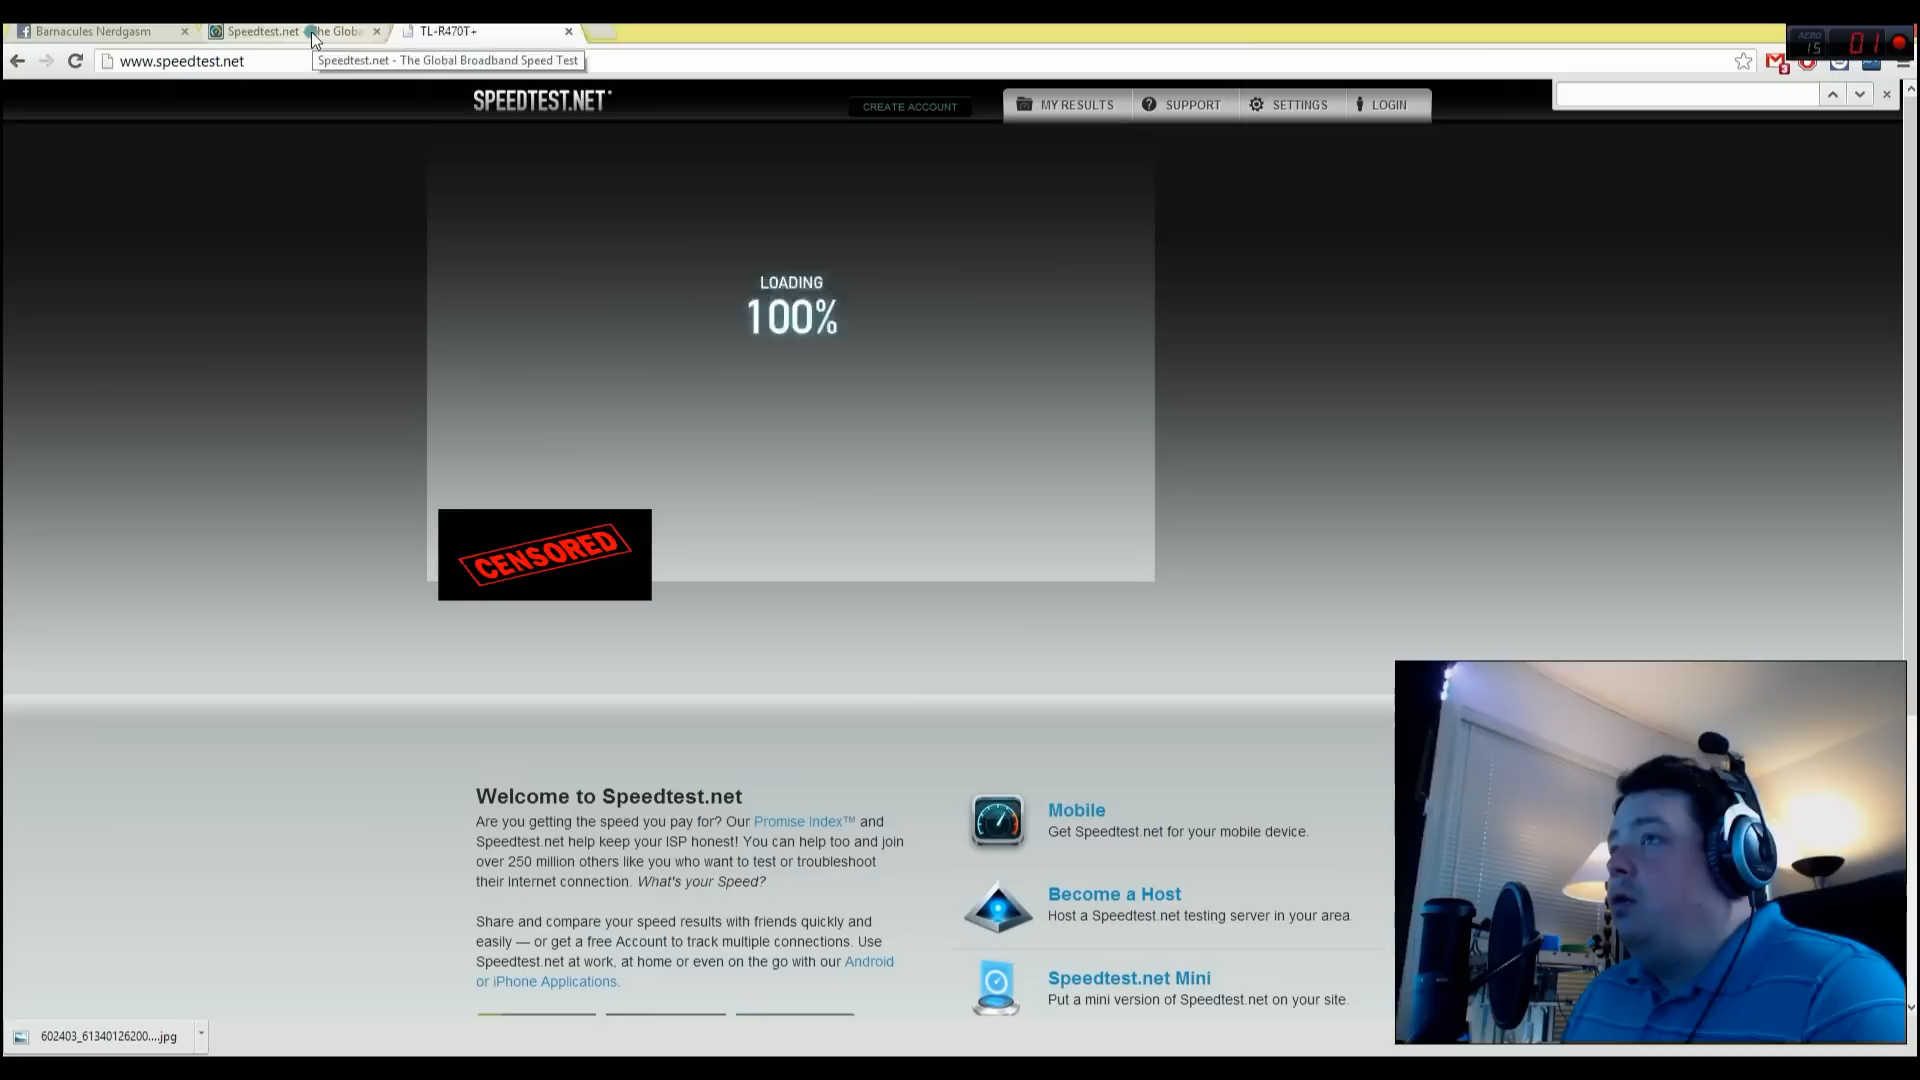 Barnacules Nerdgasm
Speedtest.net - The Globa
TL-R470T+
www.speedtest.net
Speedtest.net - The Global Broadband Speed Test
AERO
15
01
3
SPEEDTEST.NET
CREATE ACCOUNT
MY RESULTS
SUPPORT
SETTINGS
LOGIN
LOADING
100%
CENSORED
Welcome to Speedtest.net
Are you getting the speed you pay for? Our Promise Index™ and
Speedtest.net help keep your ISP honest! You can help too and join
over 250 million others like you who want to test or troubleshoot
their Internet connection. What's your Speed?
Share and compare your speed results with friends quickly and
easily — or get a free Account to track multiple connections. Use
Speedtest.net at work, at home or even on the go with our Android
or iPhone Applications.
Mobile
Get Speedtest.net for your mobile device.
Become a Host
Host a Speedtest.net testing server in your area.
Speedtest.net Mini
Put a mini version of Speedtest.net on your site.
602403_61340126200....jpg